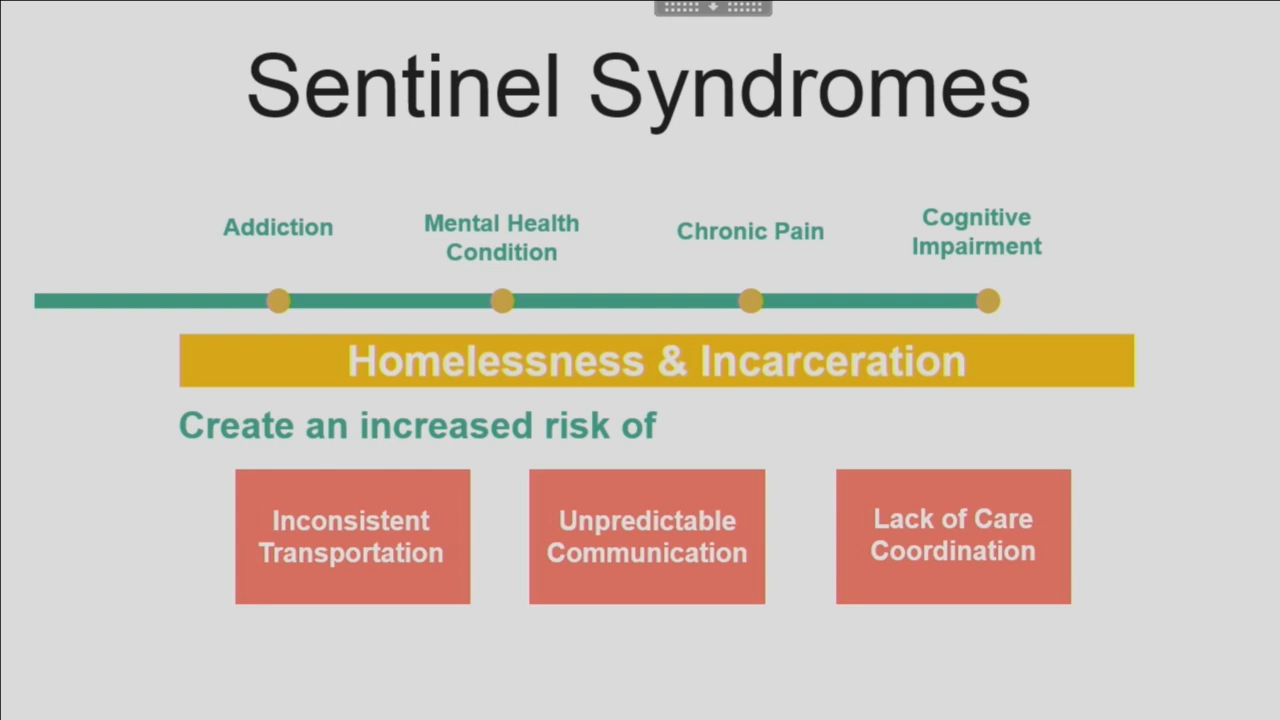 Sentinel Syndromes
Addiction
Mental Health
Condition
Chronic Pain
Cognitive
Impairment
Homelessness & Incarceration
Create an increased risk of
Inconsistent
Transportation
Unpredictable
Communication
Lack of Care
Coordination